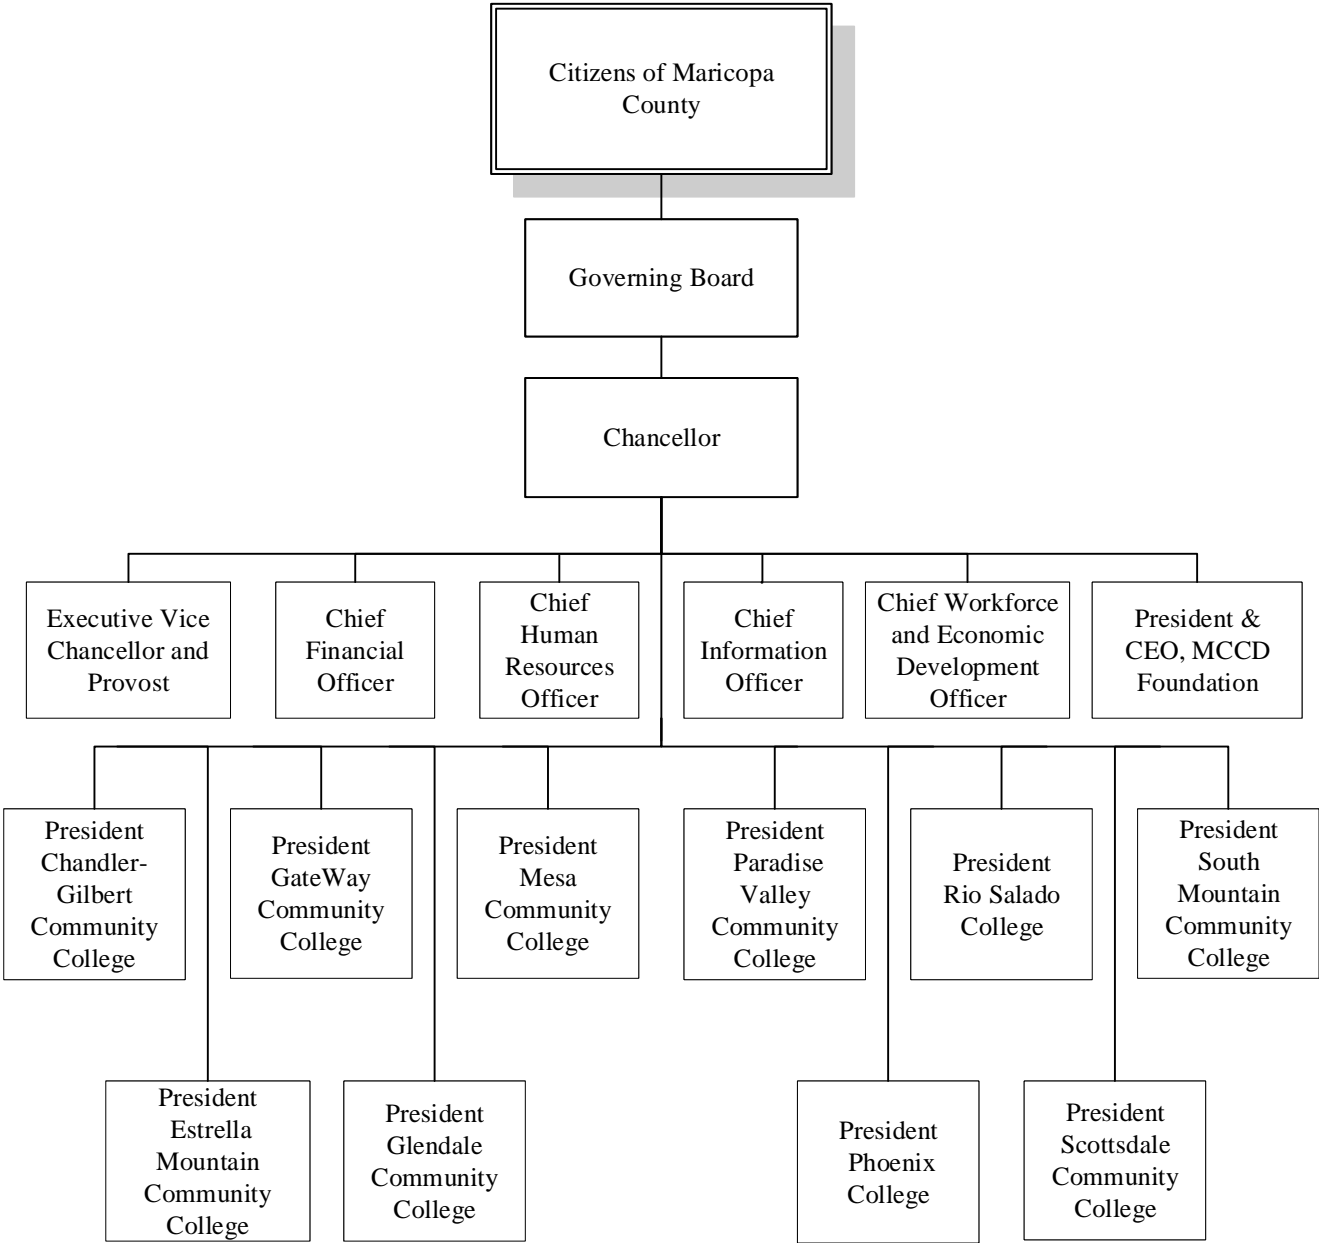 Citizens of Maricopa
County
Governing Board
Chancellor
Executive Vice
Chancellor and
Provost
Chief
Financial
Officer
Chief
Human
Resources
Officer
Chief
Information
Officer
Chief Workforce
and Economic
Development
Officer
President &
CEO, MCCD
Foundation
President
Chandler-
Gilbert
Community
College
President
GateWay
Community
College
President
Mesa
Community
College
President
Paradise
Valley
Community
College
President
Rio Salado
College
President
South
Mountain
Community
College
President
Estrella
Mountain
Community
College
President
Glendale
Community
College
President
Phoenix
College
President
Scottsdale
Community
College